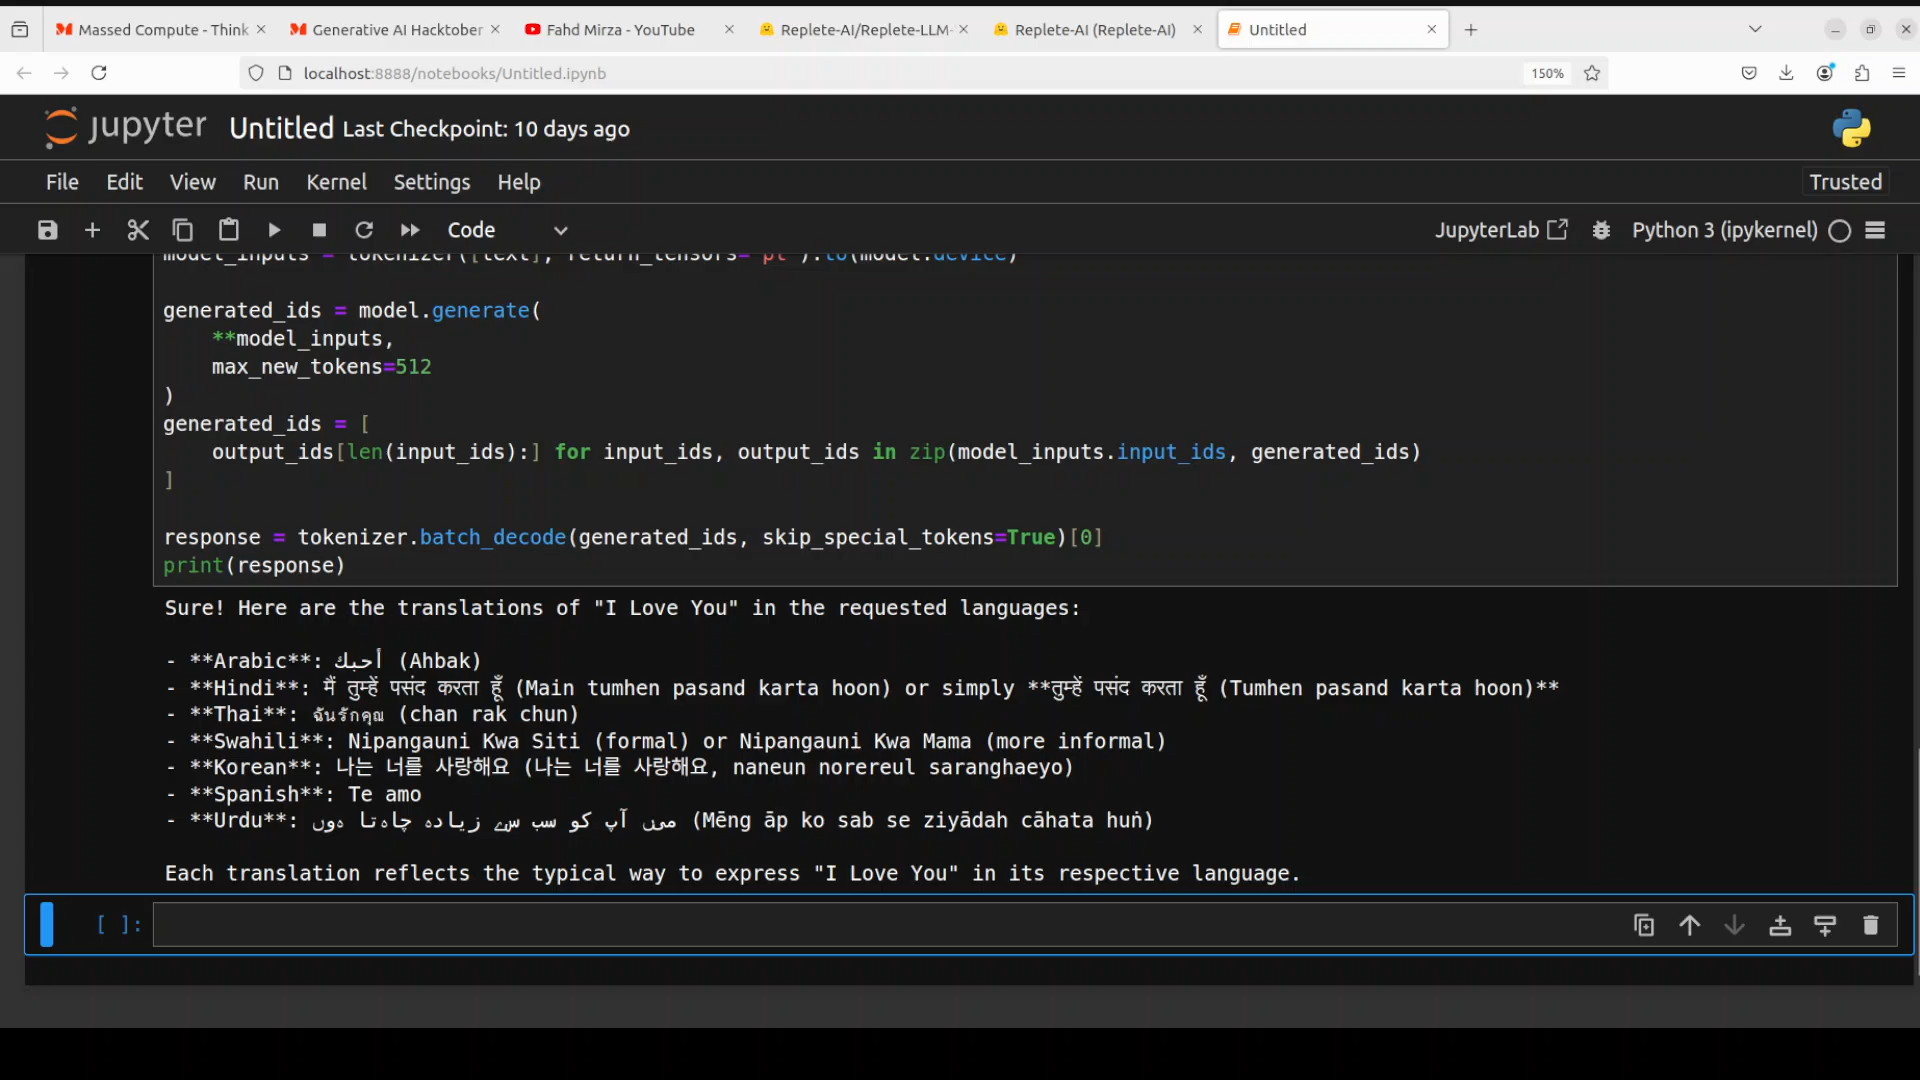 Massed Compute - Think
Generative AI Hacktober
Fahd Mirza - YouTube
Replete-AI/Replete-LLM-
Replete-AI (Replete-AI)
Untitled
localhost:8888/notebooks/Untitled.ipynb
150%
jupyter
Untitled Last Checkpoint: 10 days ago
File Edit View Run Kernel Settings Help
Trusted
Code
JupyterLab
Python 3 (ipykernel)
model_inputs = tokenizer([text], return_tensors="pt").to(model.device)
generated_ids = model.generate(
**model_inputs,
max_new_tokens=512
)
generated_ids = [
output_ids[len(input_ids):] for input_ids, output_ids in zip(model_inputs.input_ids, generated_ids)
]
response = tokenizer.batch_decode(generated_ids, skip_special_tokens=True)[0]
print(response)
Sure! Here are the translations of "I Love You" in the requested languages:
- **Arabic**: أحبك (Ahbak)
- **Hindi**: मैं तुम्हें पसंद करता हूँ (Main tumhen pasand karta hoon) or simply **तुम्हें पसंद करता हूँ (Tumhen pasand karta hoon)**
- **Thai**: ฉันรักคุณ (chan rak chun)
- **Swahili**: Nipangauni Kwa Siti (formal) or Nipangauni Kwa Mama (more informal)
- **Korean**: 나는 너를 사랑해요 (나는 너를 사랑해요, naneun norereul saranghaeyo)
- **Spanish**: Te amo
- **Urdu**: میں آپ کو سب سے زیادہ چاہتا ہوں (Mēng āp ko sab se ziyādah cāhata huṅ)
Each translation reflects the typical way to express "I Love You" in its respective language.
[ ]: